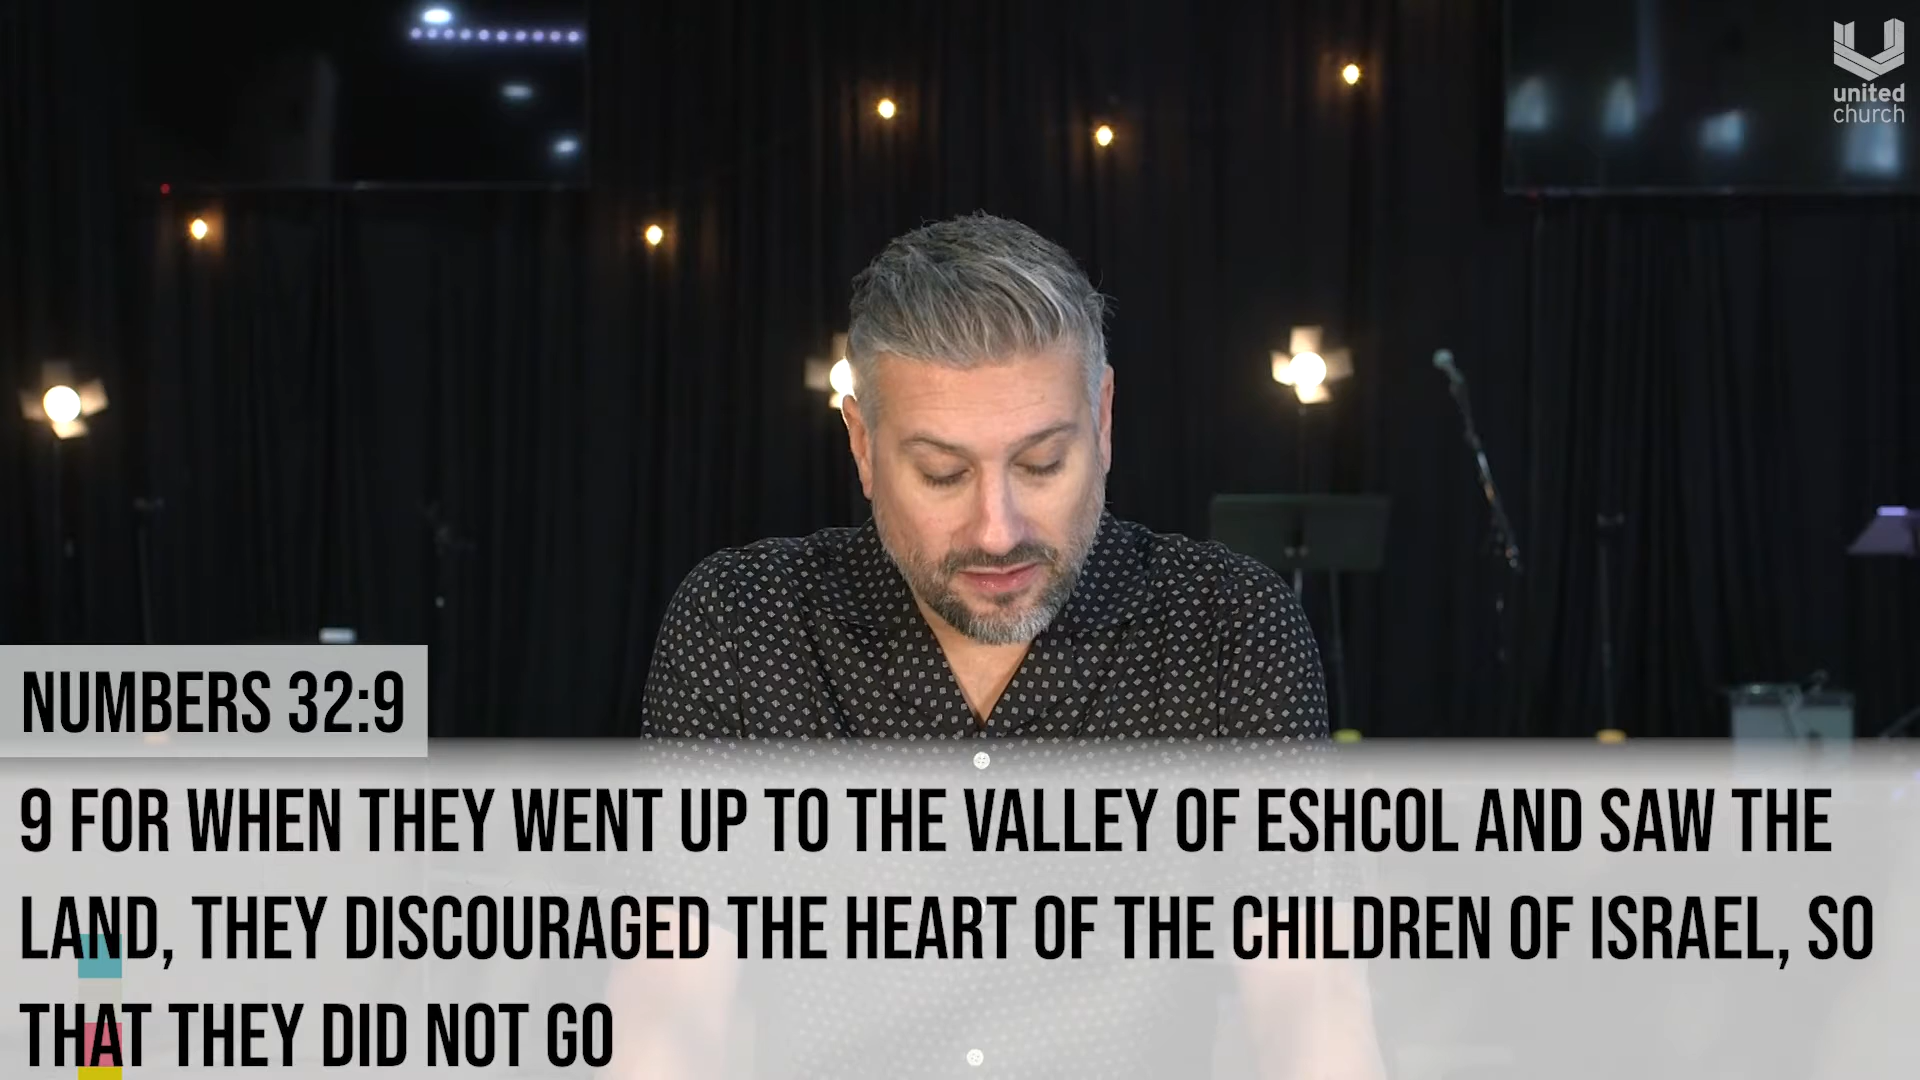 united
church
NUMBERS 32:9
9 FOR WHEN THEY WENT UP TO THE VALLEY OF ESHCOL AND SAW THE
LAND, THEY DISCOURAGED THE HEART OF THE CHILDREN OF ISRAEL, SO
THAT THEY DID NOT GO